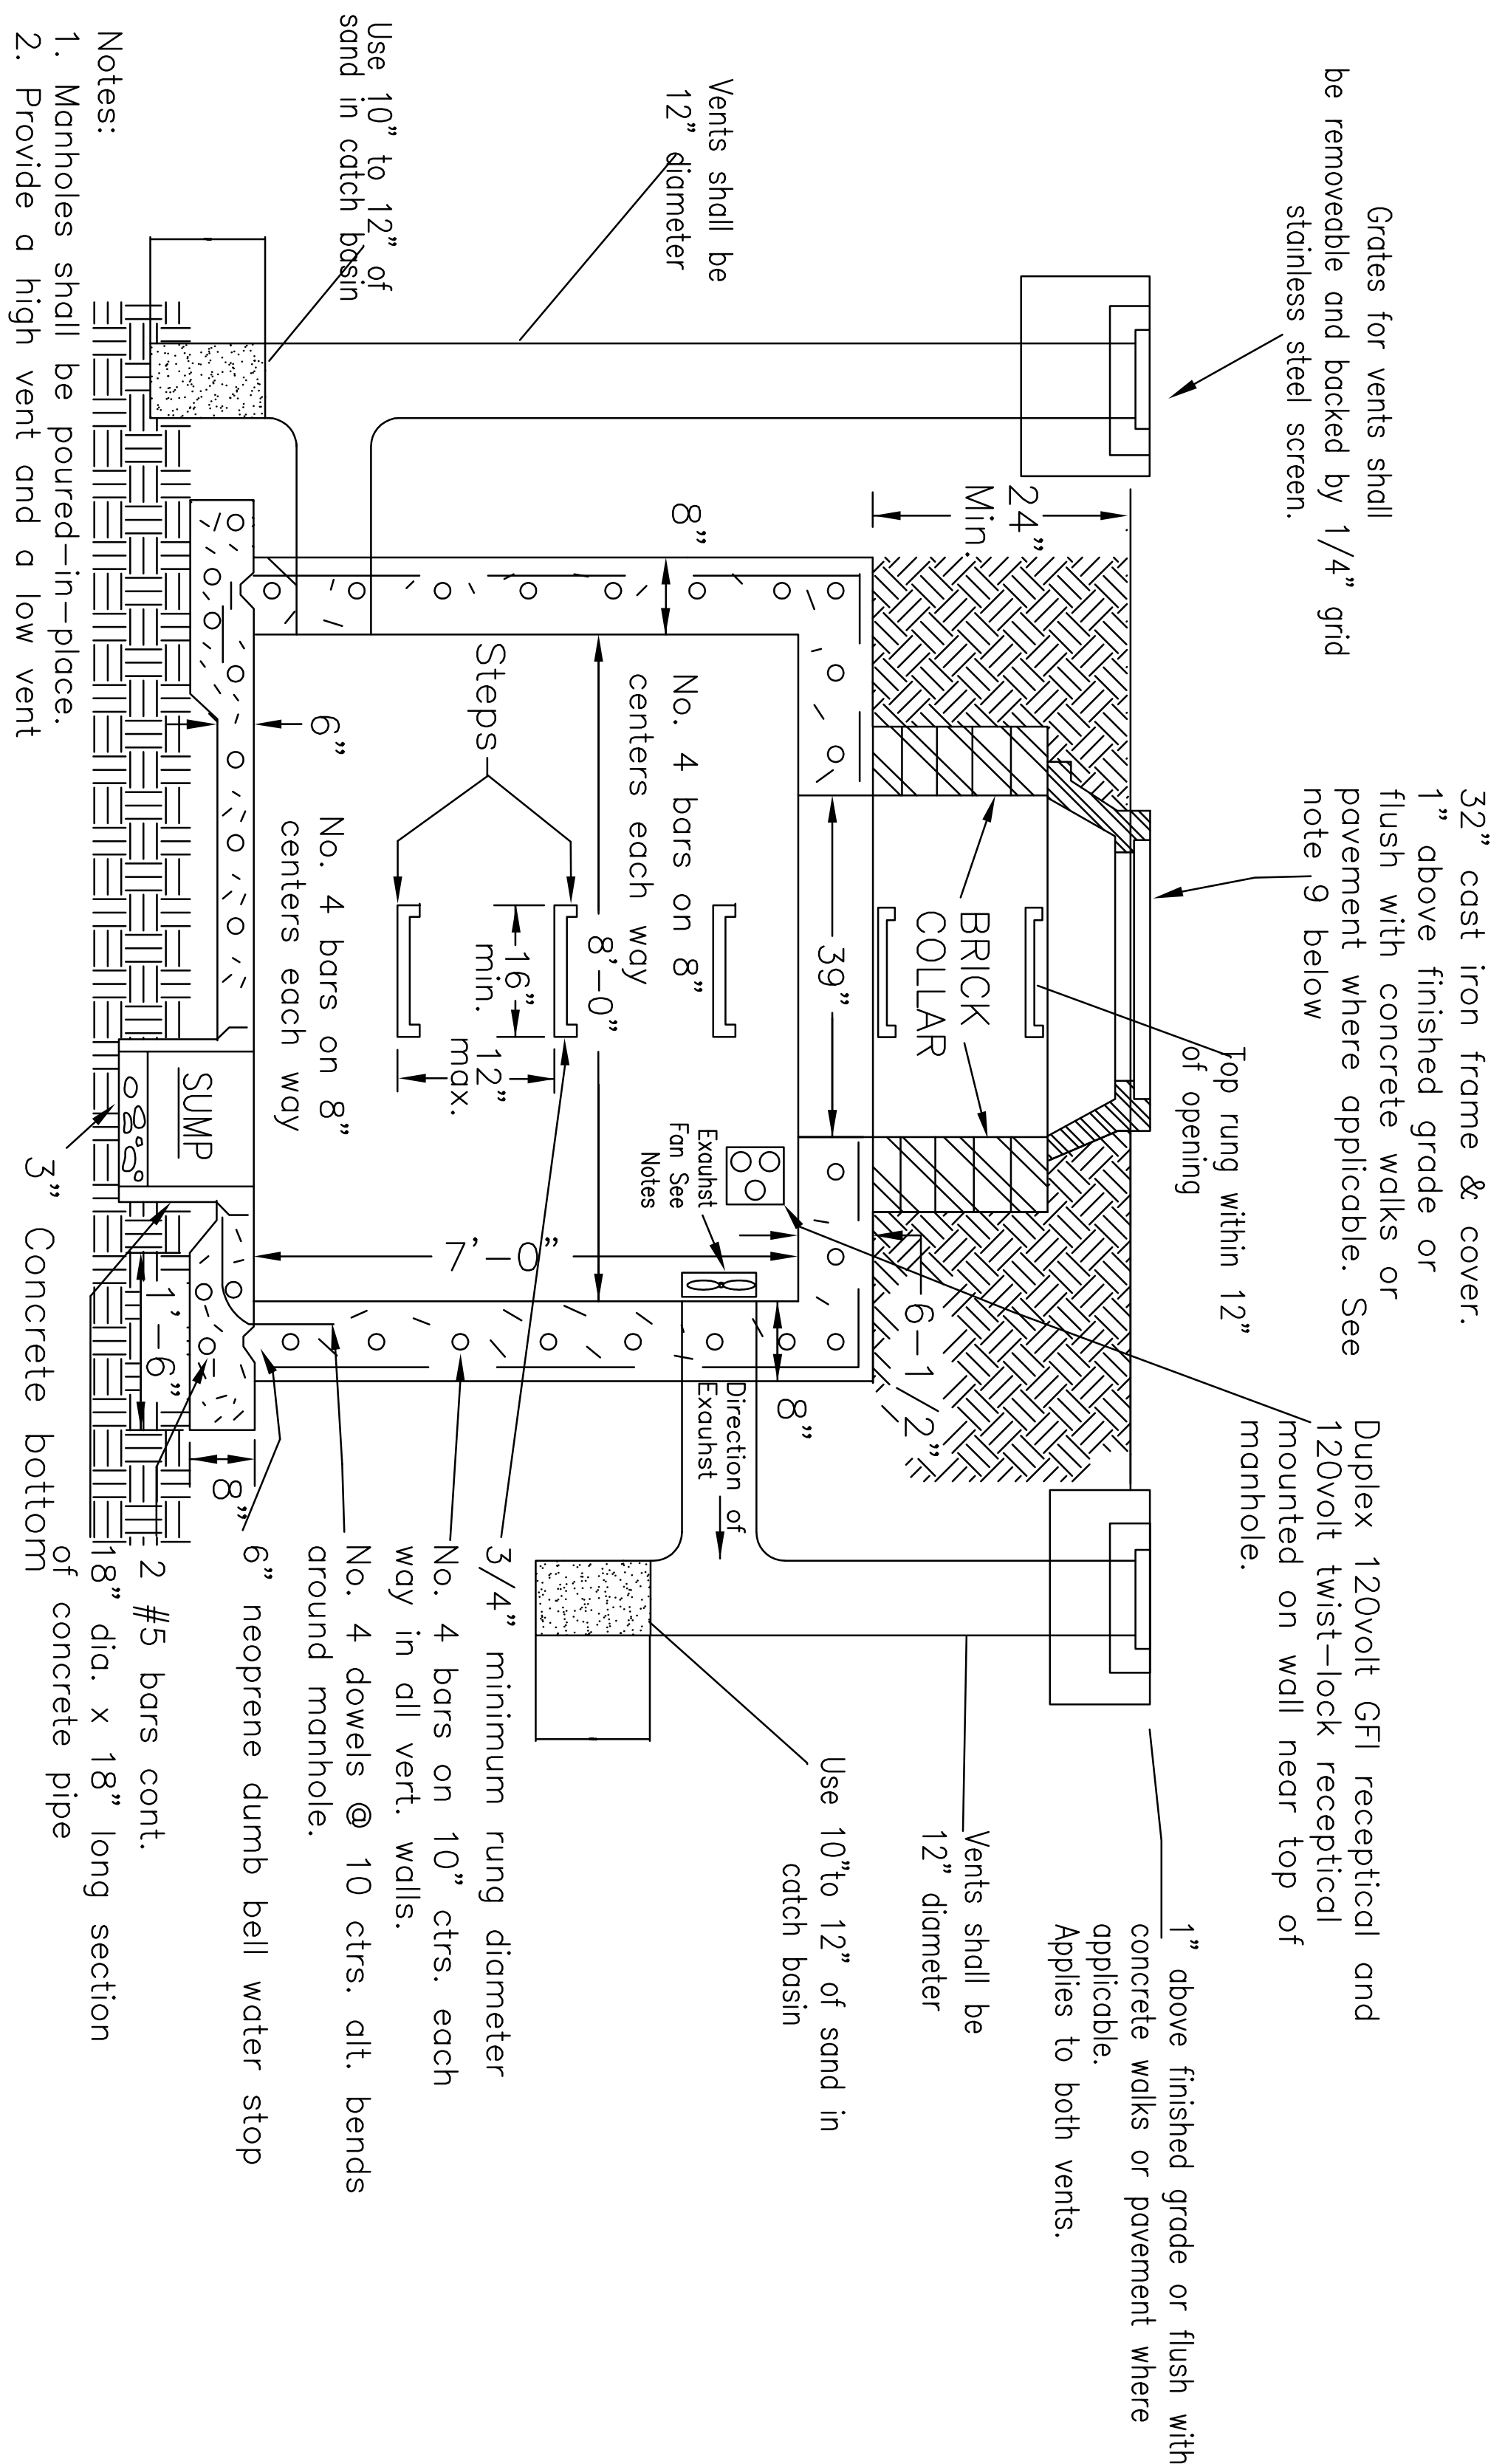 32" cast iron frame & cover.
1" above finished grade or
flush with concrete walks or
pavement where applicable. See
note 9 below
Grates for vents shall
be removeable and backed by 1/4" grid
stainless steel screen.
Top rung within 12"
of opening
Duplex 120volt GFI receptical and
120volt twist-lock receptical
mounted on wall near top of
manhole.
1" above finished grade or flush with
concrete walks or pavement where
applicable.
Applies to both vents.
24"
Min.
BRICK
COLLAR
39"
6-1/2"
Vents shall be
12" diameter
Vents shall be
12" diameter
8"
8"
No. 4 bars on 8"
centers each way
Exauhst
Fan See
Notes
Direction of
Exauhst
Use 10"to 12" of sand in
catch basin
8'-0"
16"
min.
12"
max.
Steps
7'-0"
3/4" minimum rung diameter
No. 4 bars on 10" ctrs. each
way in all vert. walls.
No. 4 dowels @ 10 ctrs. alt. bends
around manhole.
Use 10" to 12" of
sand in catch basin
6"
No. 4 bars on 8"
centers each way
SUMP
1'-6"
8"
6" neoprene dumb bell water stop
2 #5 bars cont.
18" dia. x 18" long section
of concrete pipe
3" Concrete bottom
Notes:
1. Manholes shall be poured-in-place.
2. Provide a high vent and a low vent